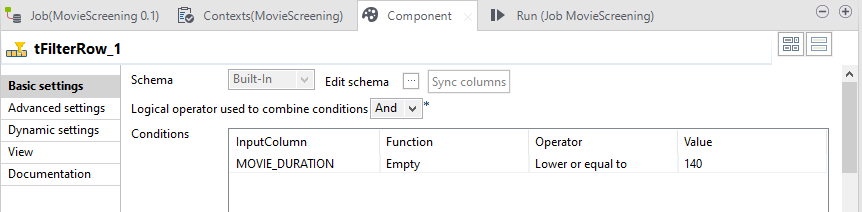 Job(MovieScreening 0.1) Contexts(MovieScreening) Component Run (Job MovieScreening)
tFilterRow_1
Basic settings
Advanced settings
Dynamic settings
View
Documentation
Schema Built-In Edit schema ... Sync columns
Logical operator used to combine conditions And *
Conditions
InputColumn Function Operator Value
MOVIE_DURATION Empty Lower or equal to 140